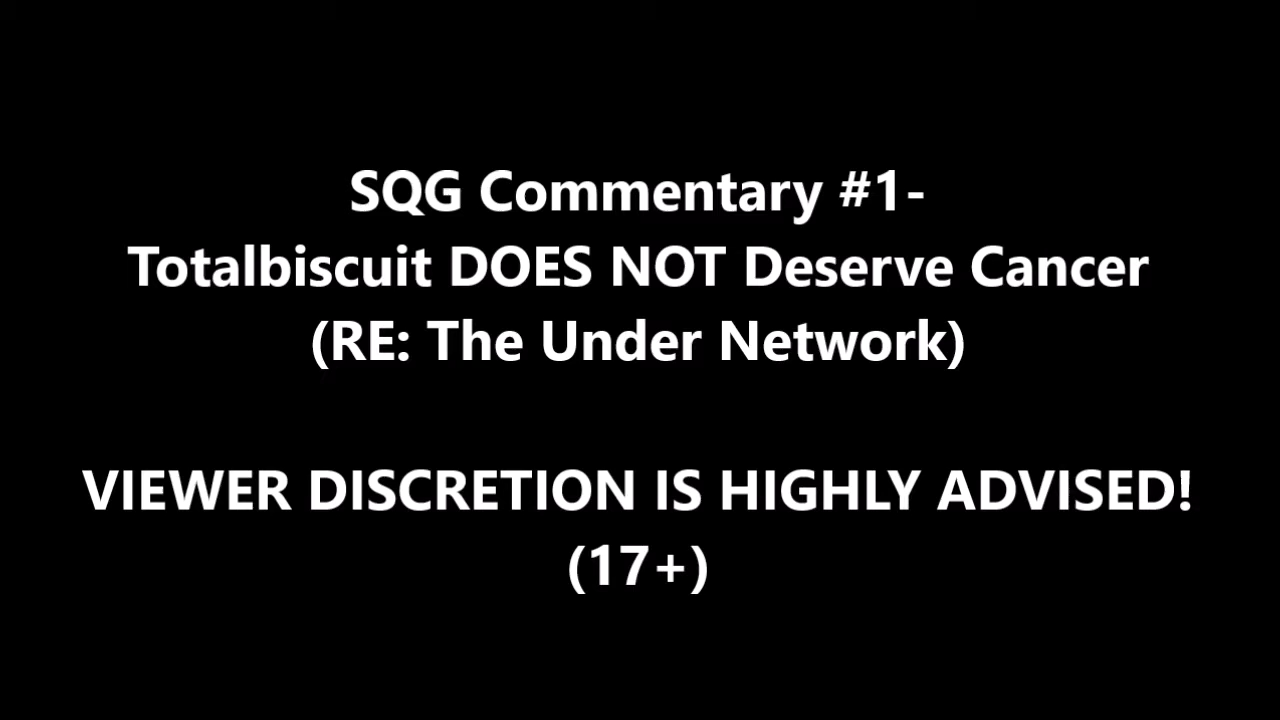 SQG Commentary #1-
Totalbiscuit DOES NOT Deserve Cancer
(RE: The Under Network)
VIEWER DISCRETION IS HIGHLY ADVISED!
(17+)